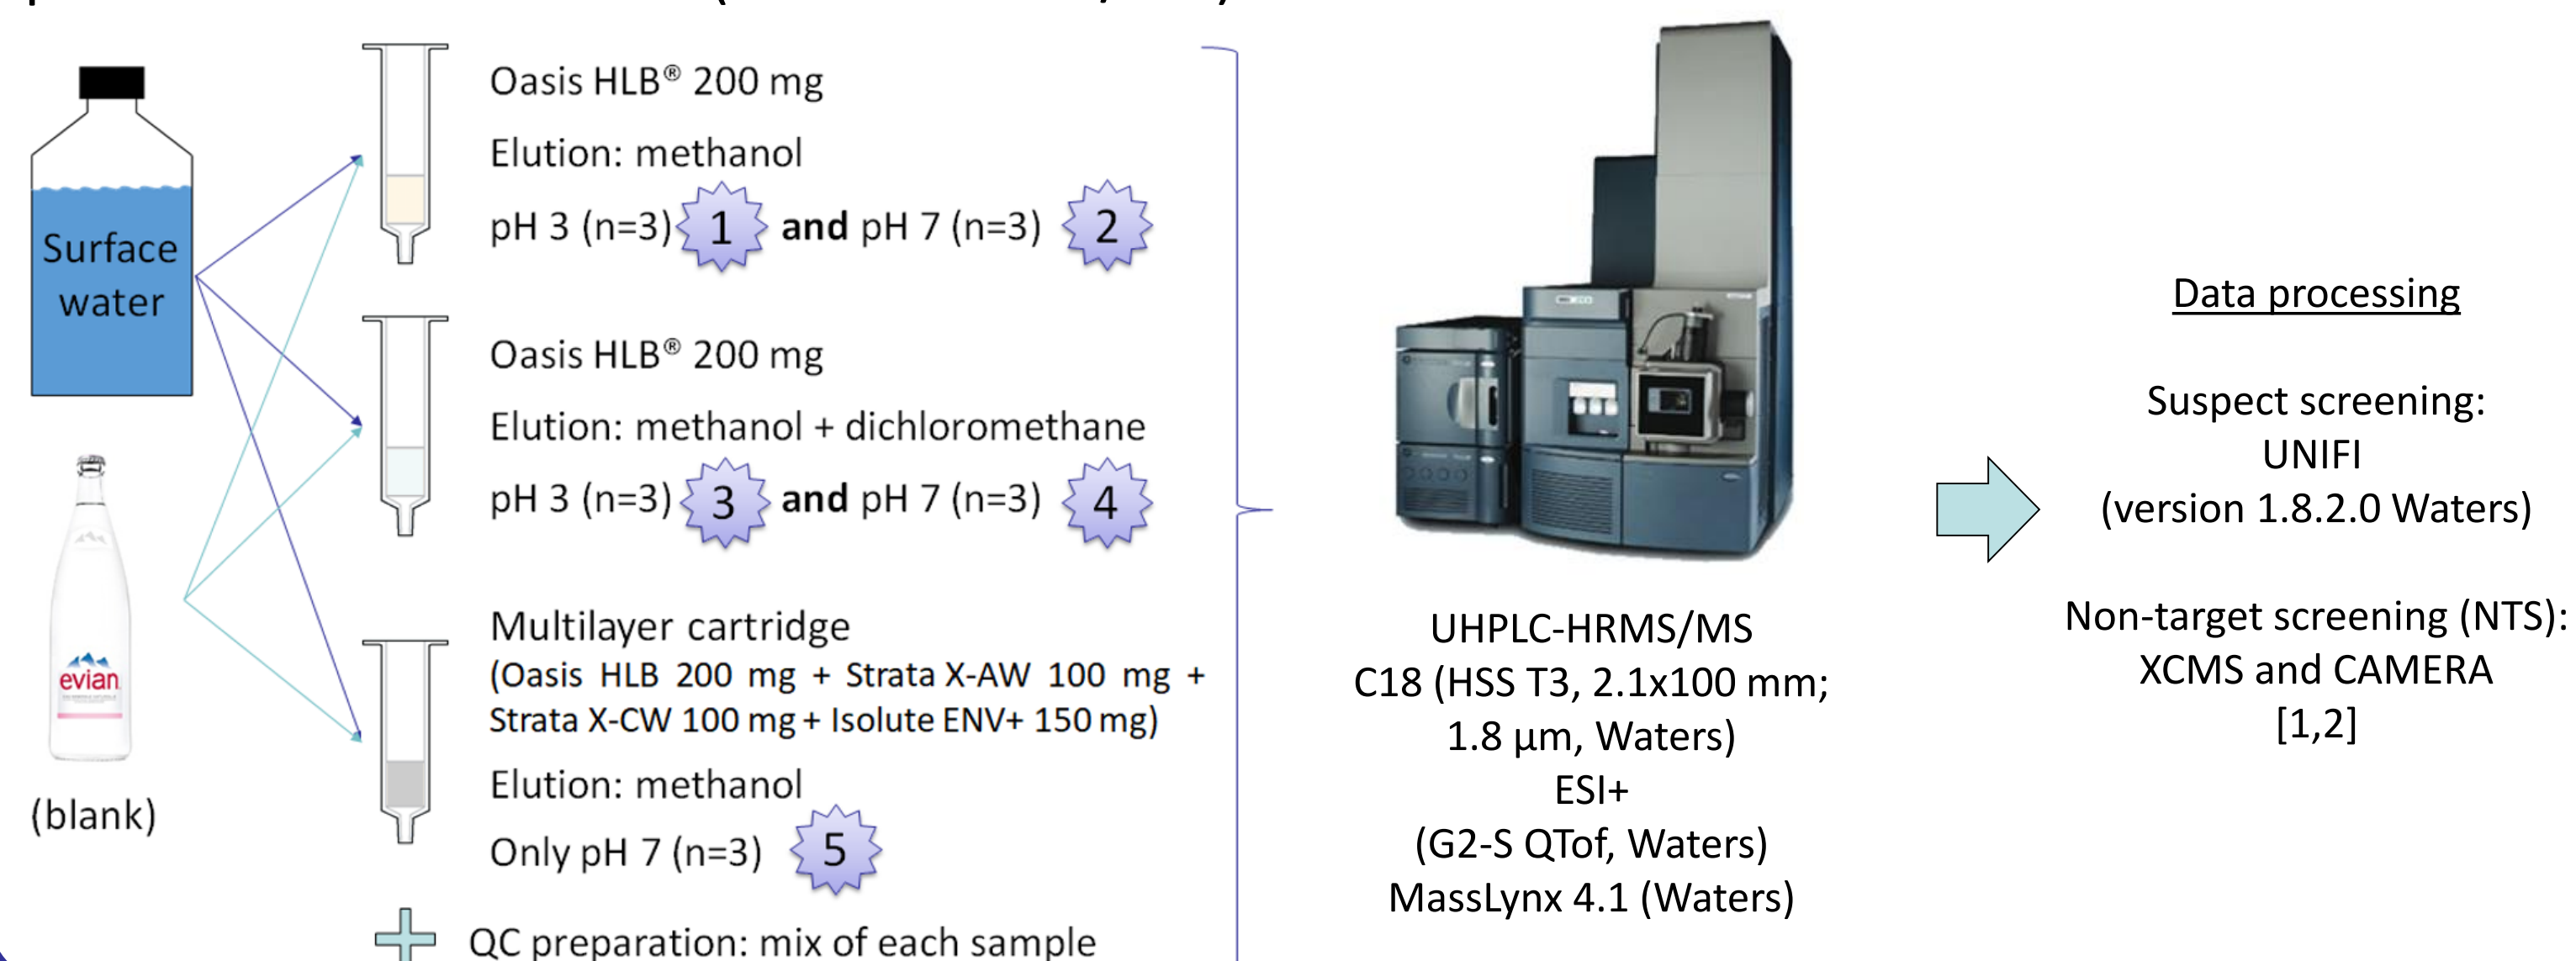 Surface
water
evian
(blank)
Oasis HLB® 200 mg
Elution: methanol
pH 3 (n=3) 1 and pH 7 (n=3) 2
Oasis HLB® 200 mg
Elution: methanol + dichloromethane
pH 3 (n=3) 3 and pH 7 (n=3) 4
Multilayer cartridge
(Oasis HLB 200 mg + Strata X-AW 100 mg +
Strata X-CW 100 mg + Isolute ENV+ 150 mg)
Elution: methanol
Only pH 7 (n=3) 5
QC preparation: mix of each sample
UHPLC-HRMS/MS
C18 (HSS T3, 2.1x100 mm;
1.8 µm, Waters)
ESI+
(G2-S QTof, Waters)
MassLynx 4.1 (Waters)
Data processing
Suspect screening:
UNIFI
(version 1.8.2.0 Waters)
Non-target screening (NTS):
XCMS and CAMERA
[1,2]